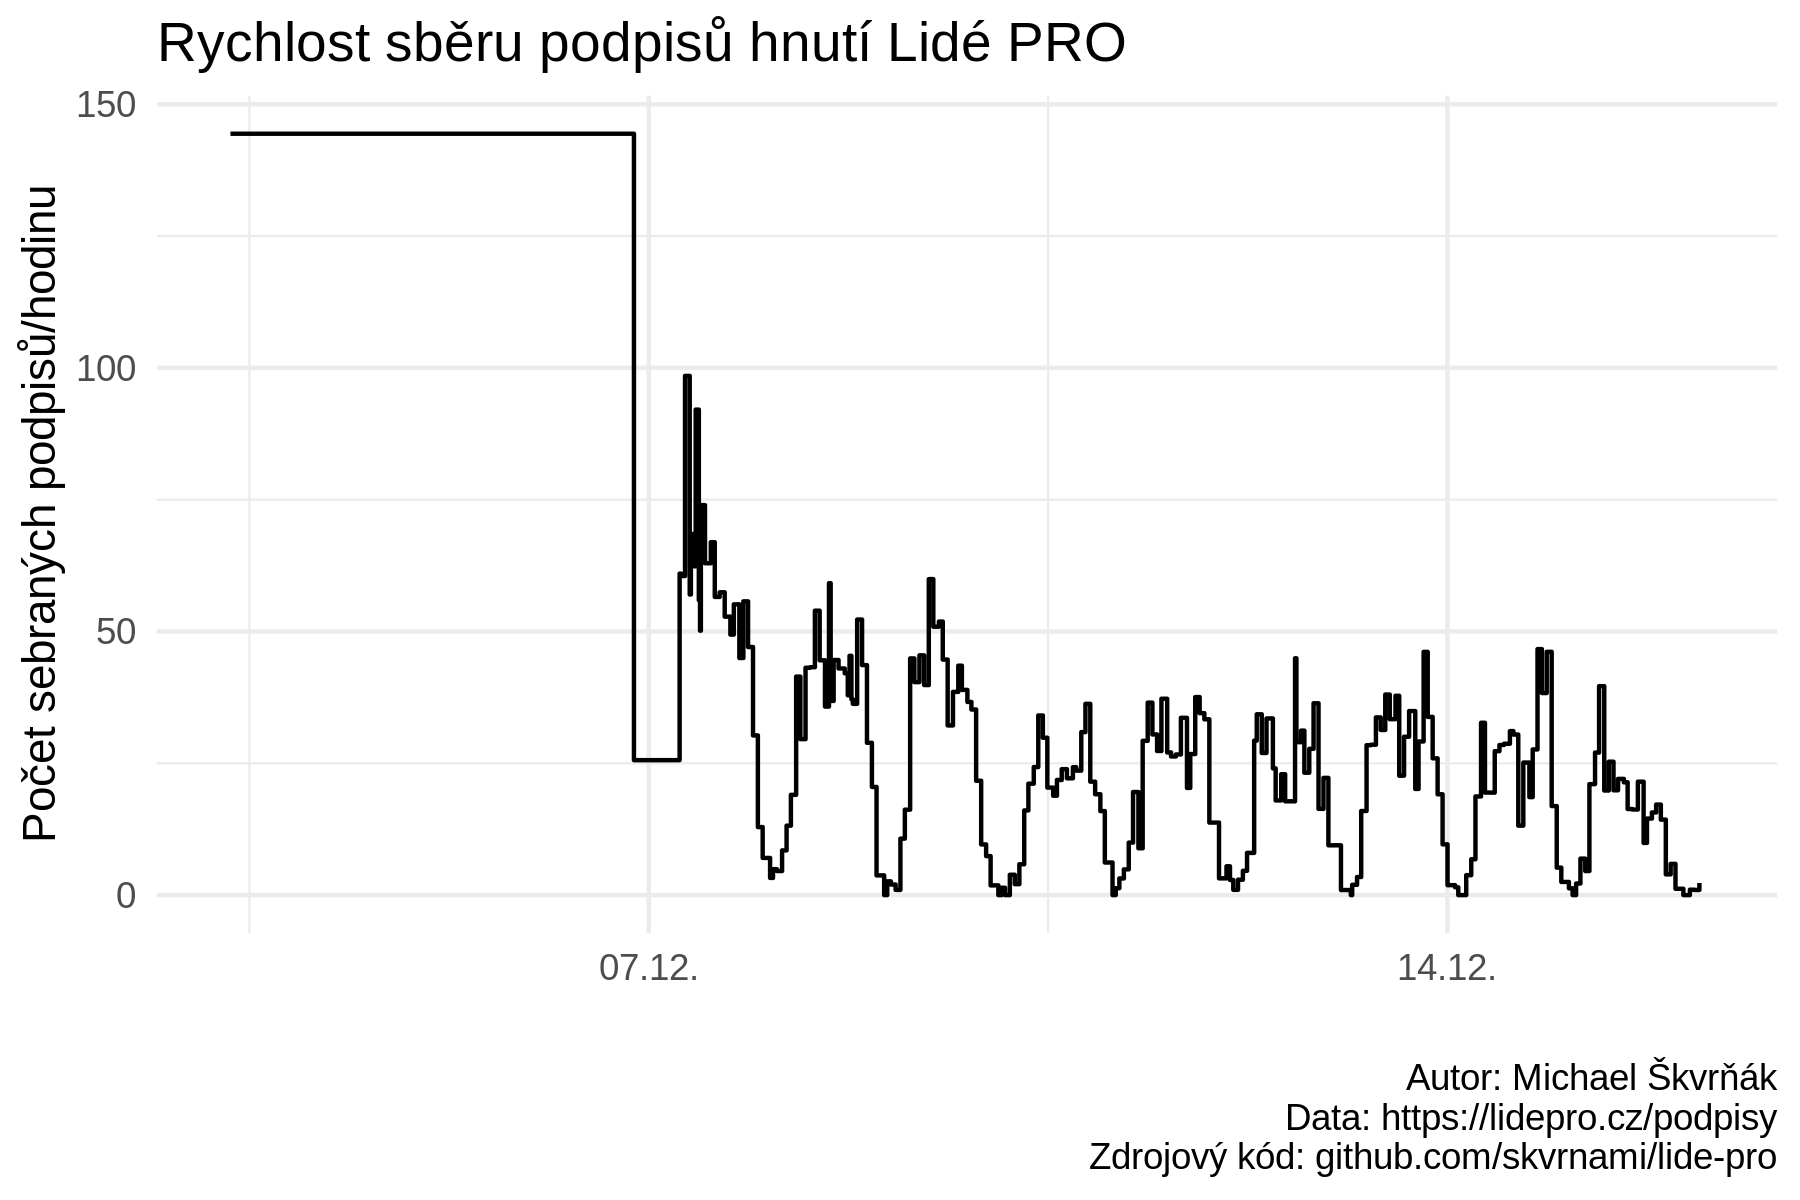 Rychlost sběru podpisů hnutí Lidé PRO
Počet sebraných podpisů/hodinu
150
100
50
0
07.12.
14.12.
Autor: Michael Škvrňák
Data: https://lidepro.cz/podpisy
Zdrojový kód: github.com/skvrnami/lide-pro